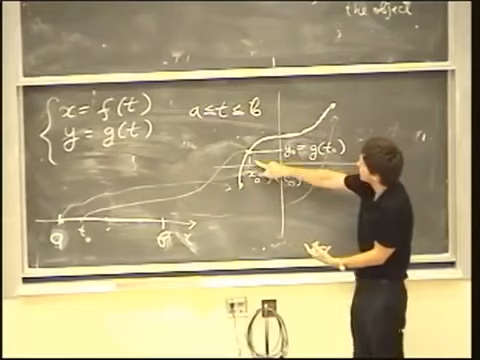 the object
x = f(t)
y = g(t)
a ≤ t ≤ b
y₀ = g(t₀)
x₀
a t₀ b t